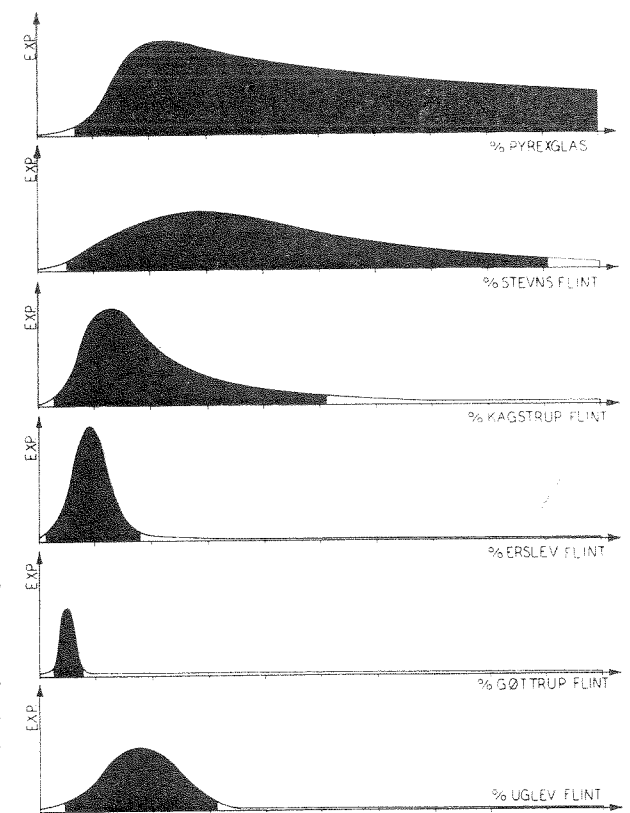 EXP
% PYREXGLAS
EXP
% STEVNS FLINT
EXP
% KAGSTRUP FLINT
EXP
% ERSLEV FLINT
EXP
% GØTTRUP FLINT
EXP
% UGLEV FLINT